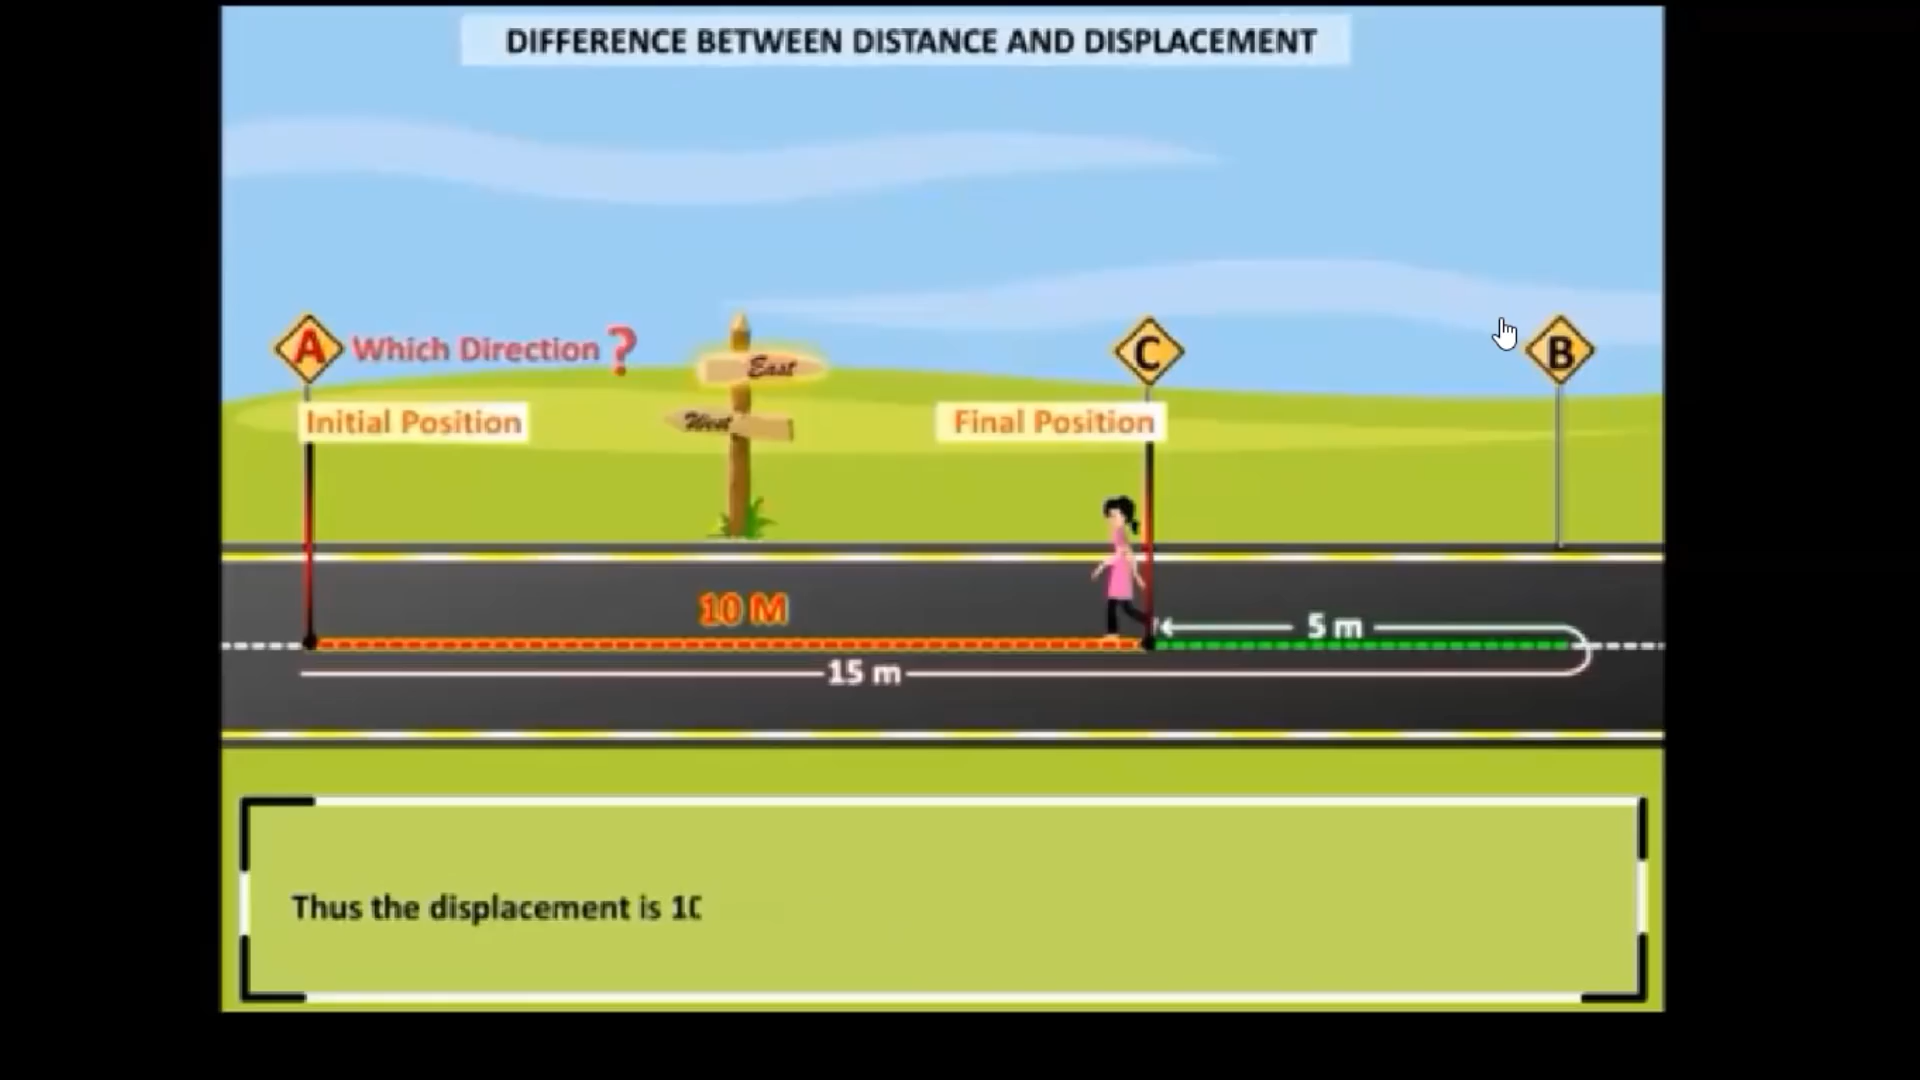 DIFFERENCE BETWEEN DISTANCE AND DISPLACEMENT
A Which Direction ?
East
C
B
Initial Position
West
Final Position
10 M
5 m
15 m
Thus the displacement is 10